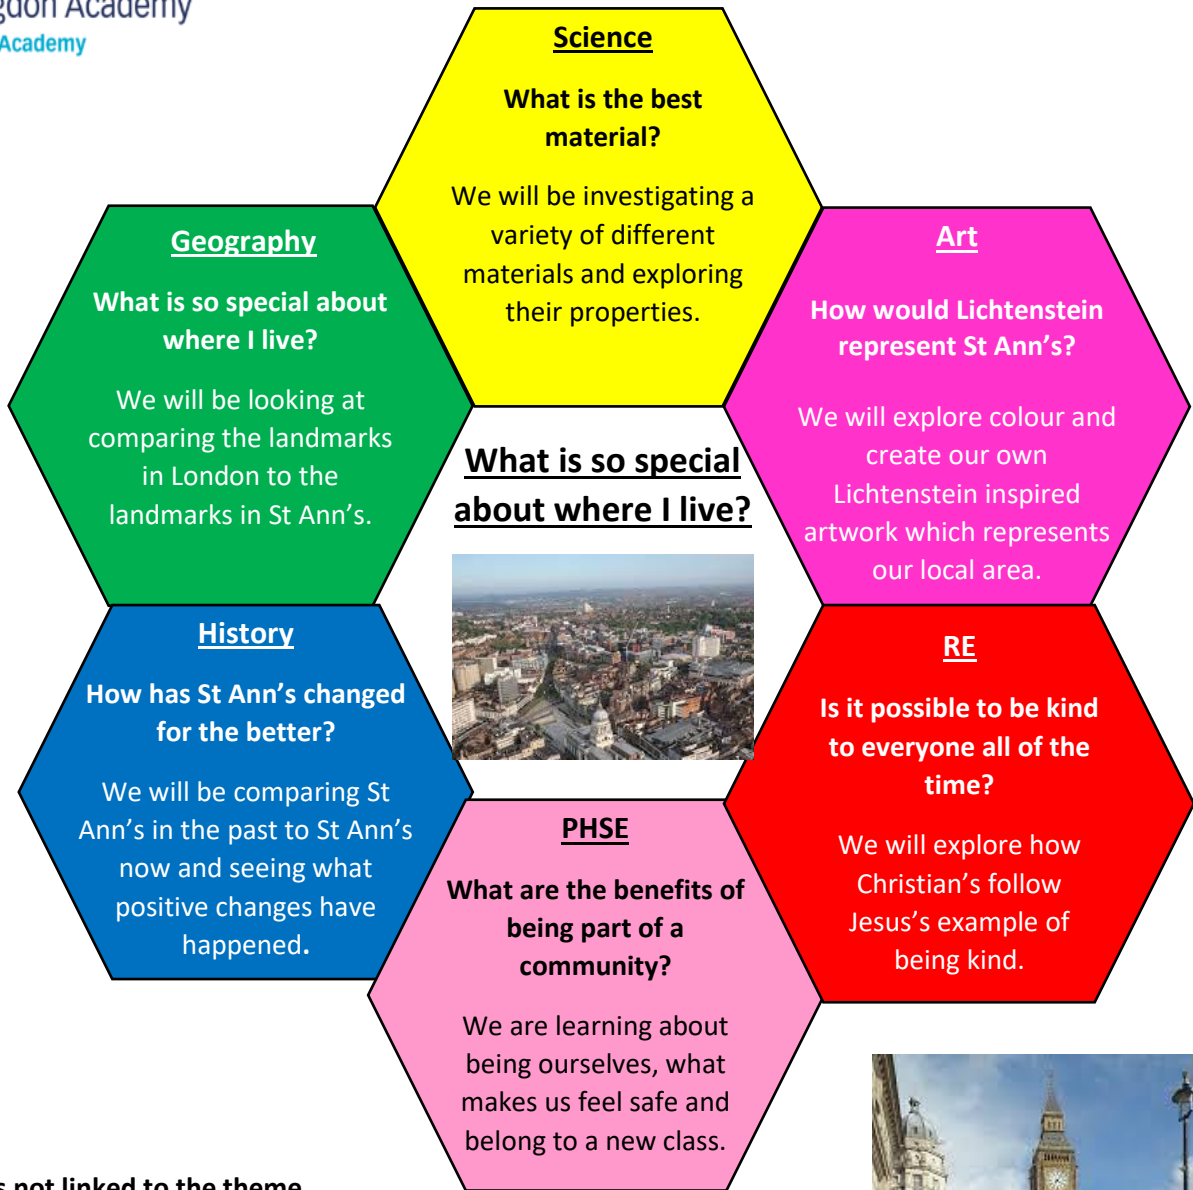 Academy
Academy
Science
What is the best
material?
We will be investigating a
variety of different
materials and exploring
their properties.
Geography
What is so special about
where I live?
We will be looking at
comparing the landmarks
in London to the
landmarks in St Ann's.
Art
How would Lichtenstein
represent St Ann's?
We will explore colour and
create our own
Lichtenstein inspired
artwork which represents
our local area.
What is so special
about where I live?
History
How has St Ann's changed
for the better?
We will be comparing St
Ann's in the past to St Ann's
now and seeing what
positive changes have
happened.
RE
Is it possible to be kind
to everyone all of the
time?
We will explore how
Christian's follow
Jesus's example of
being kind.
PHSE
What are the benefits of
being part of a
community?
We are learning about
being ourselves, what
makes us feel safe and
belong to a new class.
not linked to the theme